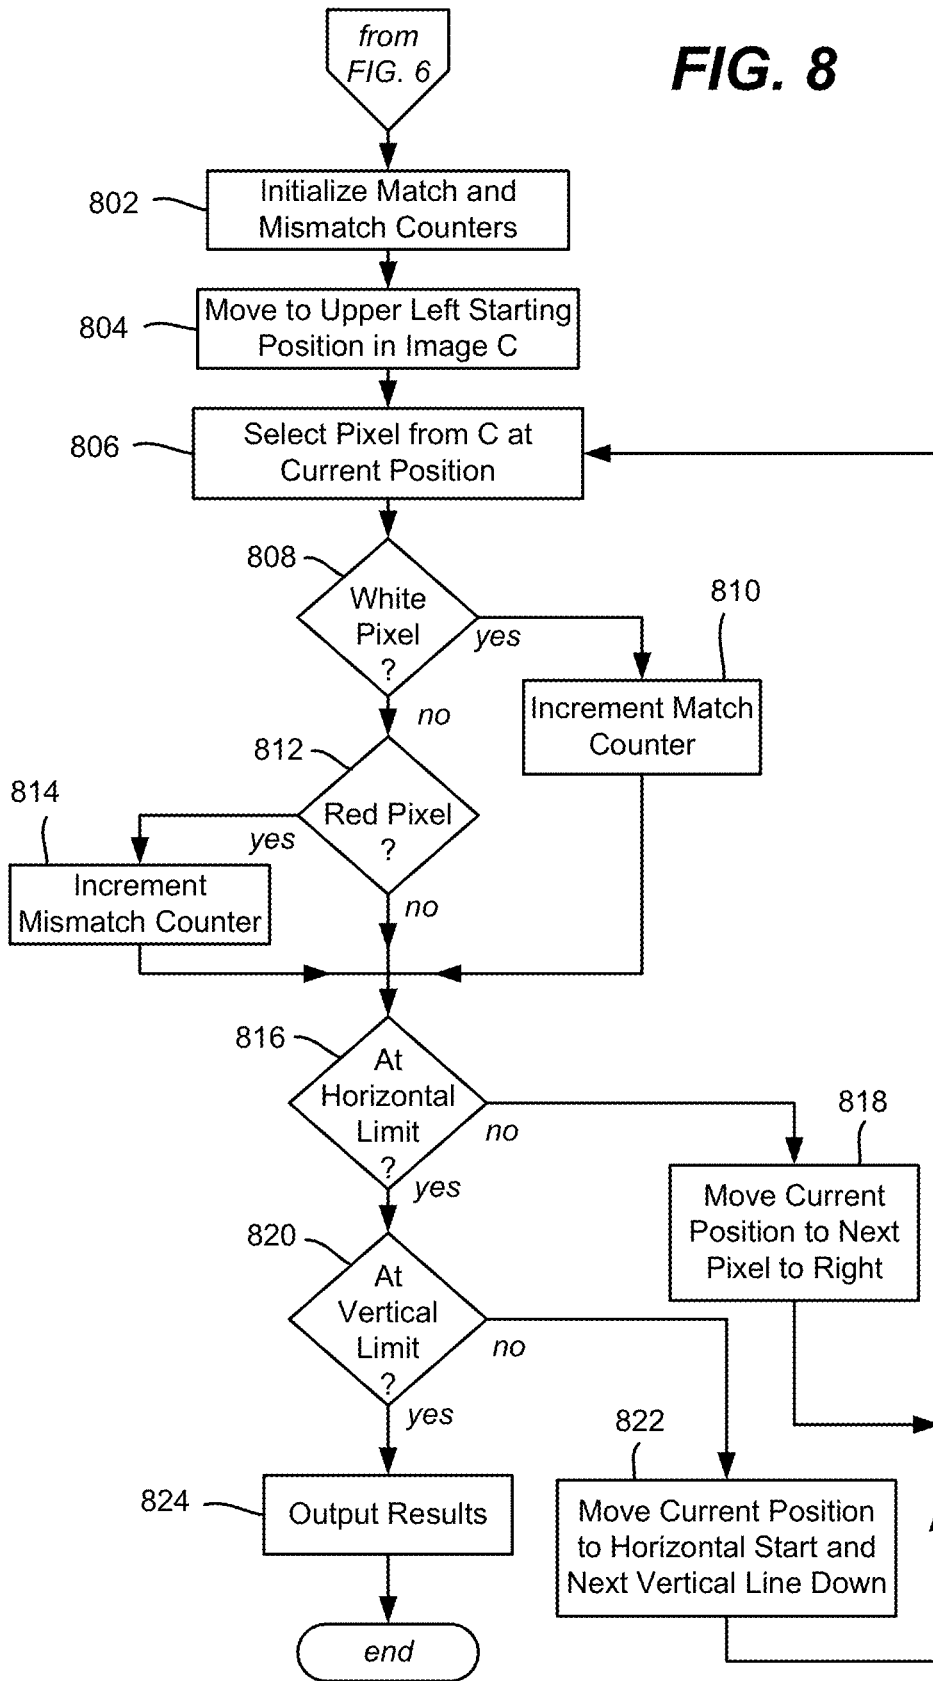 from
FIG. 6
FIG. 8
802
Initialize Match and
Mismatch Counters
804
Move to Upper Left Starting
Position in Image C
806
Select Pixel from C at
Current Position
808
White
Pixel
?
yes
810
no
Increment Match
Counter
812
814
Red Pixel
?
yes
Increment
Mismatch Counter
no
816
At
Horizontal
Limit
?
no
818
yes
Move Current
Position to Next
Pixel to Right
820
At
Vertical
Limit
?
no
yes
822
824
Output Results
Move Current Position
to Horizontal Start and
Next Vertical Line Down
end